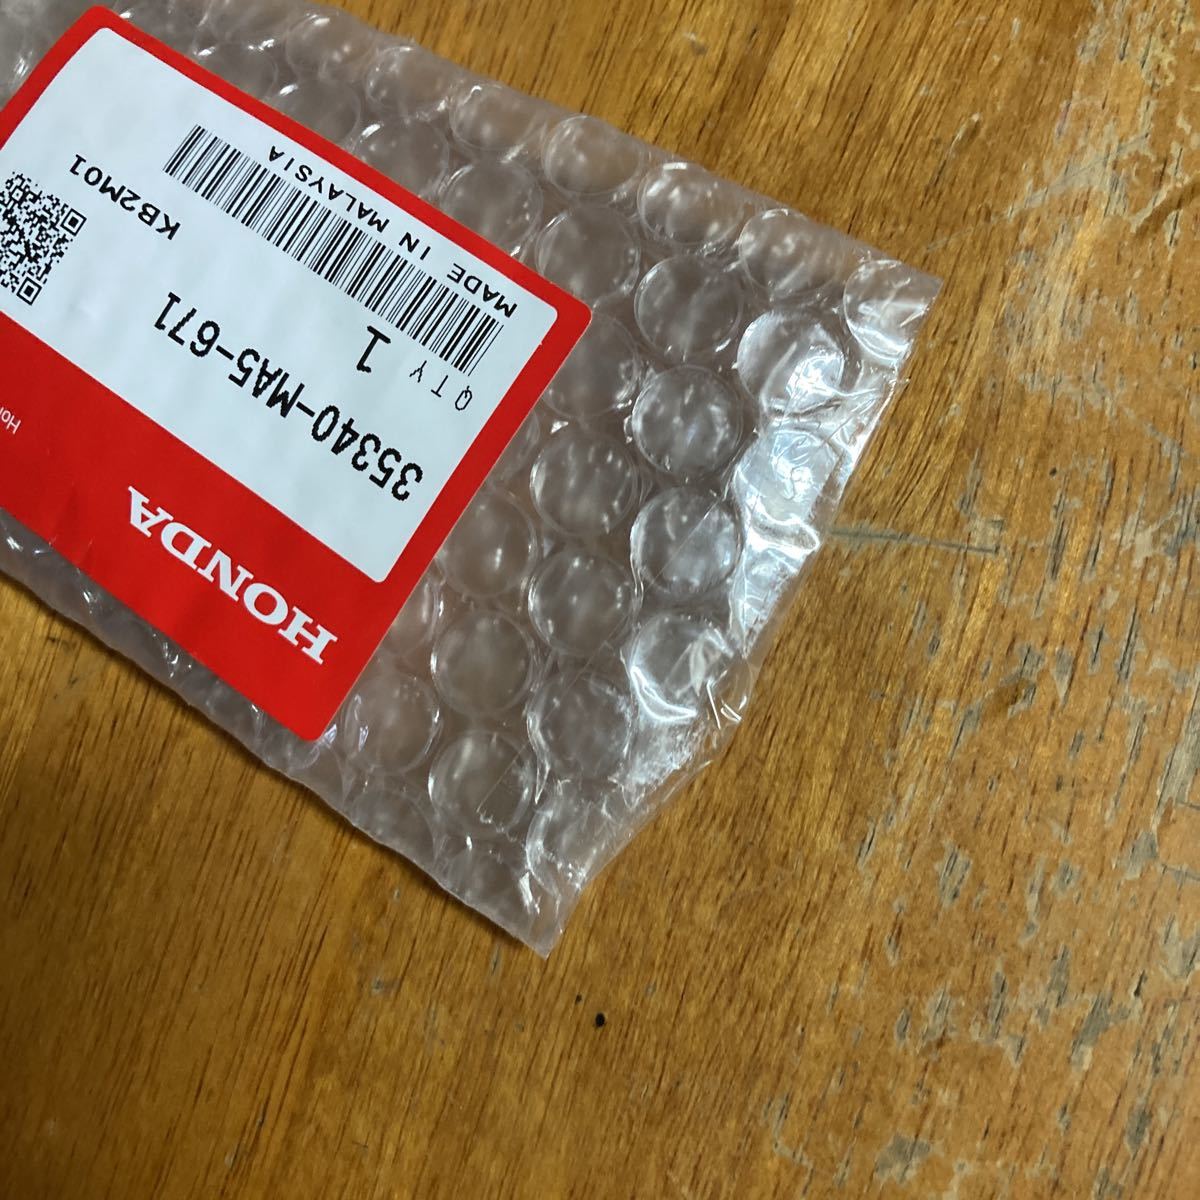 HONDA
35340-MA5-671
QTY 1
KB2M01
MADE IN MALAYSIA